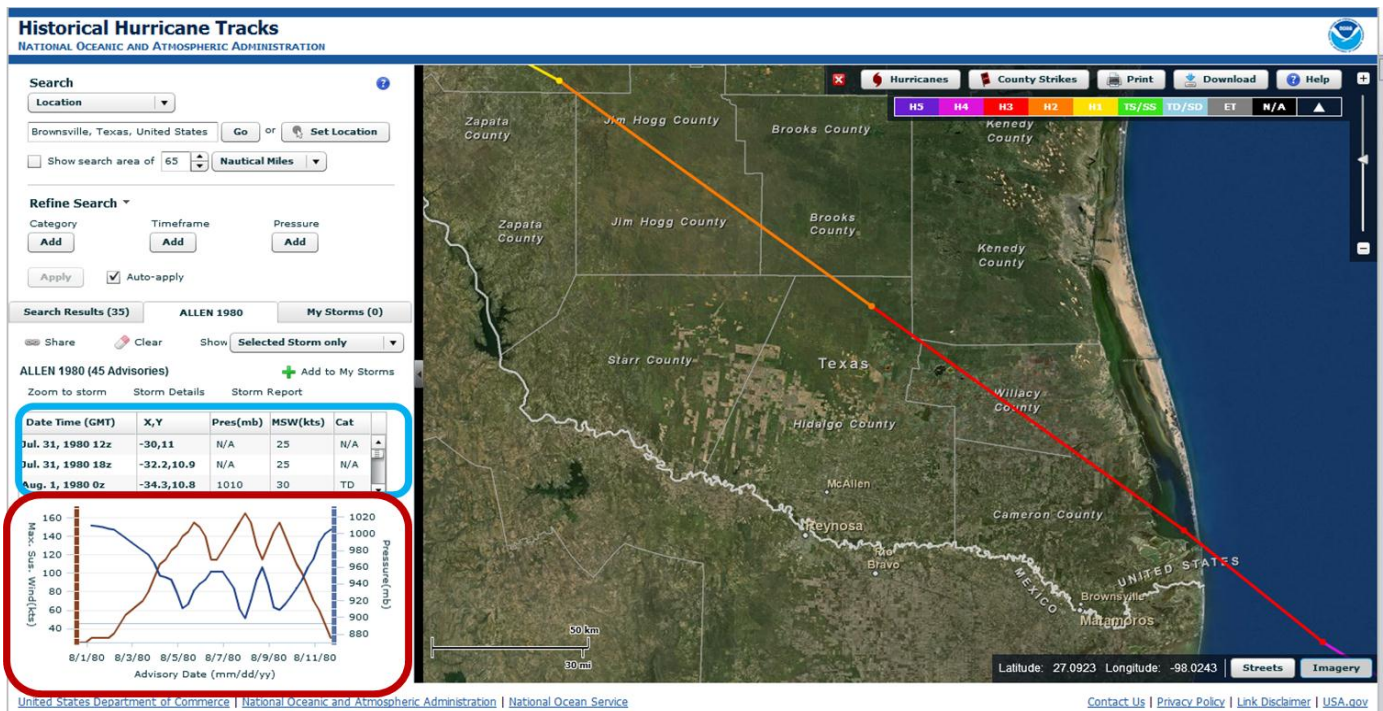 Historical Hurricane Tracks
NATIONAL OCEANIC AND ATMOSPHERIC ADMINISTRATION
Search
Location
Brownsville, Texas, United States Go or Set Location
Show search area of 65 Nautical Miles
Refine Search
Category Timeframe Pressure
Add Add Add
Apply Auto-apply
Search Results (35) ALLEN 1980 My Storms (0)
Share Clear Show Selected Storm only
ALLEN 1980 (45 Advisories) Add to My Storms
Zoom to storm Storm Details Storm Report
Date Time (GMT) X,Y Pres(mb) MSW(kts) Cat
Jul. 31, 1980 12z -30,11 N/A 25 N/A
Jul. 31, 1980 18z -32.2,10.9 N/A 25 N/A
Aug. 1, 1980 0z -34.3,10.8 1010 30 TD
Max. Sus. Wind(kts)
160
140
120
100
80
60
40
1020
1000
980
960
940
920
900
880
Pressure(mb)
8/1/80 8/3/80 8/5/80 8/7/80 8/9/80 8/11/80
Advisory Date (mm/dd/yy)
Hurricanes County Strikes Print Download Help
H5 H4 H3 H2 H1 TS/SS TD/SD ET N/A
Zapata County
Jim Hogg County
Brooks County
Kenedy County
Zapata County
Jim Hogg County
Brooks County
Kenedy County
Starr County
Texas
Willacy County
Hidalgo County
McAllen
Cameron County
Reynosa
Rio Bravo
UNITED STATES
MEXICO
Brownsville
Matamoros
50 km
30 mi
Latitude: 27.0923 Longitude: -98.0243 Streets Imagery
United States Department of Commerce | National Oceanic and Atmospheric Administration | National Ocean Service
Contact Us | Privacy Policy | Link Disclaimer | USA.gov